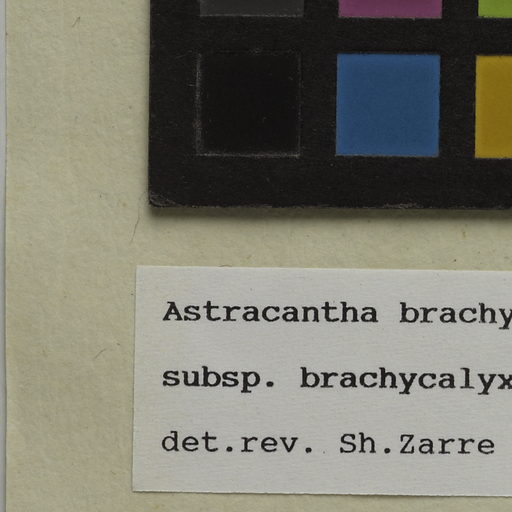 Astracantha brachy
subsp. brachycalyx
det.rev. Sh.Zarre